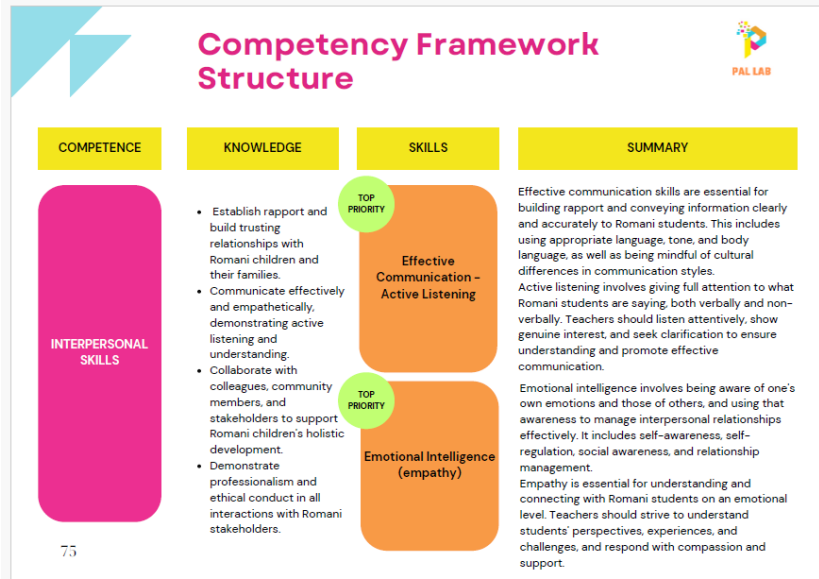 Competency Framework
Structure
PAL LAB
COMPETENCE
KNOWLEDGE
SKILLS
SUMMARY
INTERPERSONAL
SKILLS
• Establish rapport and
build trusting
relationships with
Romani children and
their families.
• Communicate effectively
and empathetically,
demonstrating active
listening and
understanding.
• Collaborate with
colleagues, community
members, and
stakeholders to support
Romani children's holistic
development.
• Demonstrate
professionalism and
ethical conduct in all
interactions with Romani
stakeholders.
TOP
PRIORITY
Effective
Communication –
Active Listening
Effective communication skills are essential for
building rapport and conveying information clearly
and accurately to Romani students. This includes
using appropriate language, tone, and body
language, as well as being mindful of cultural
differences in communication styles.
Active listening involves giving full attention to what
Romani students are saying, both verbally and non-
verbally. Teachers should listen attentively, show
genuine interest, and seek clarification to ensure
understanding and promote effective
communication.
TOP
PRIORITY
Emotional Intelligence
(empathy)
Emotional intelligence involves being aware of one's
own emotions and those of others, and using that
awareness to manage interpersonal relationships
effectively. It includes self-awareness, self-
regulation, social awareness, and relationship
management.
Empathy is essential for understanding and
connecting with Romani students on an emotional
level. Teachers should strive to understand
students' perspectives, experiences, and
challenges, and respond with compassion and
support.
75